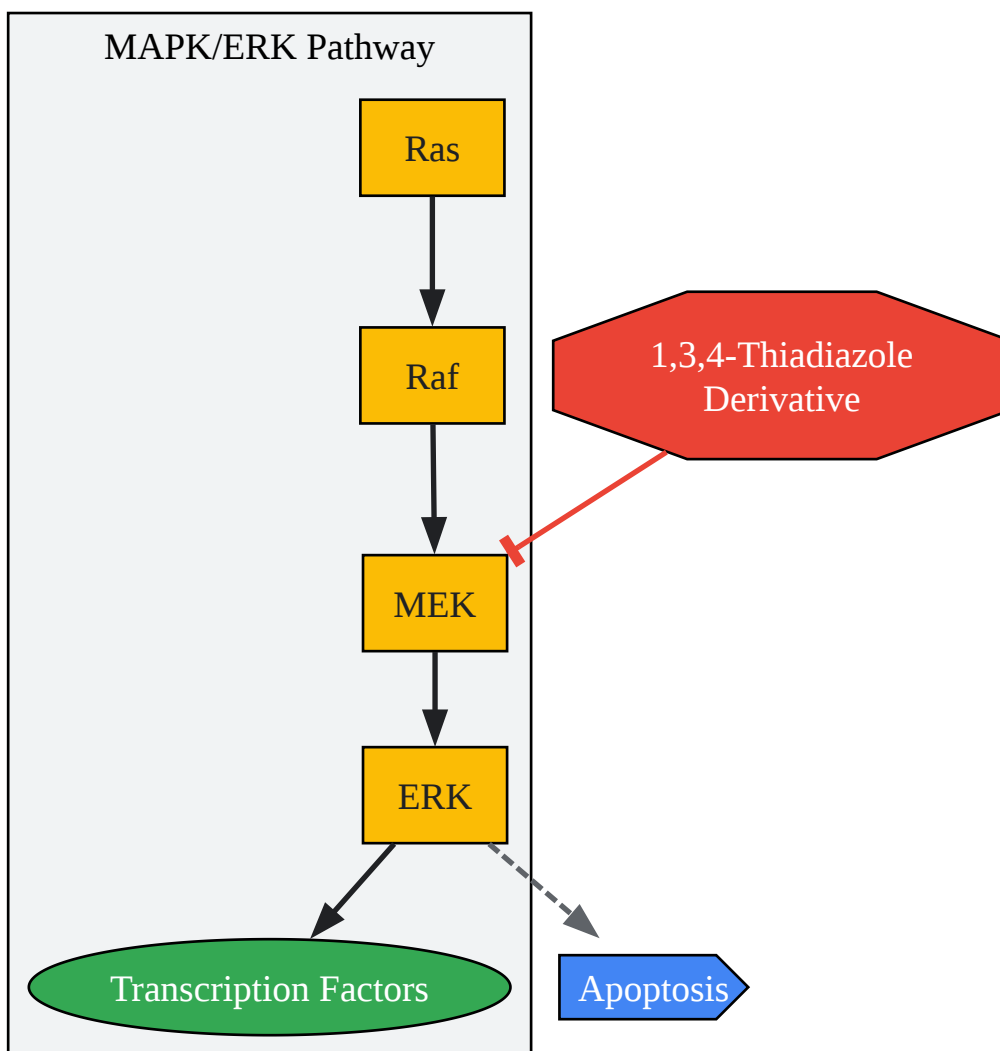 MAPK/ERK Pathway
Ras
Raf
1,3,4-Thiadiazole
Derivative
MEK
ERK
Transcription Factors
Apoptosis